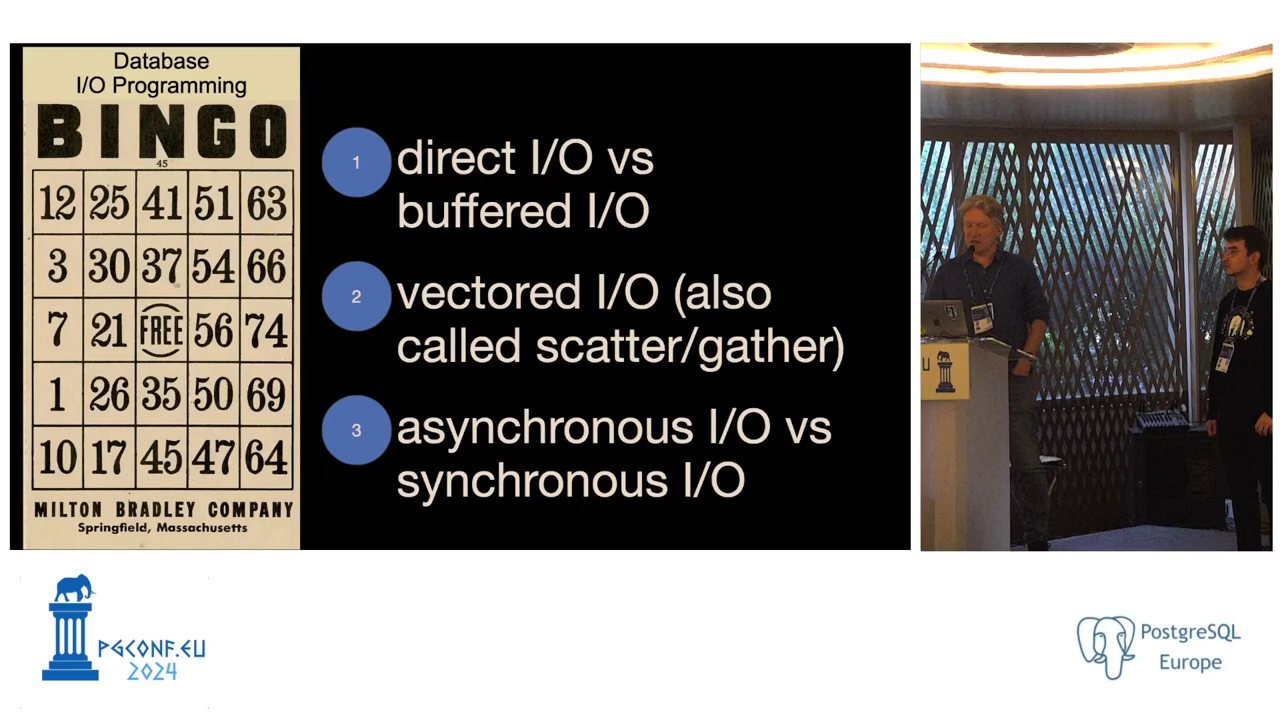 Database
I/O Programming
BINGO
45
12 25 41 51 63
3 30 37 54 66
7 21 FREE 56 74
1 26 35 50 69
10 17 45 47 64
MILTON BRADLEY COMPANY
Springfield, Massachusetts
1 direct I/O vs
buffered I/O
2 vectored I/O (also
called scatter/gather)
3 asynchronous I/O vs
synchronous I/O
U
PGCONF.EU
2024
PostgreSQL
Europe